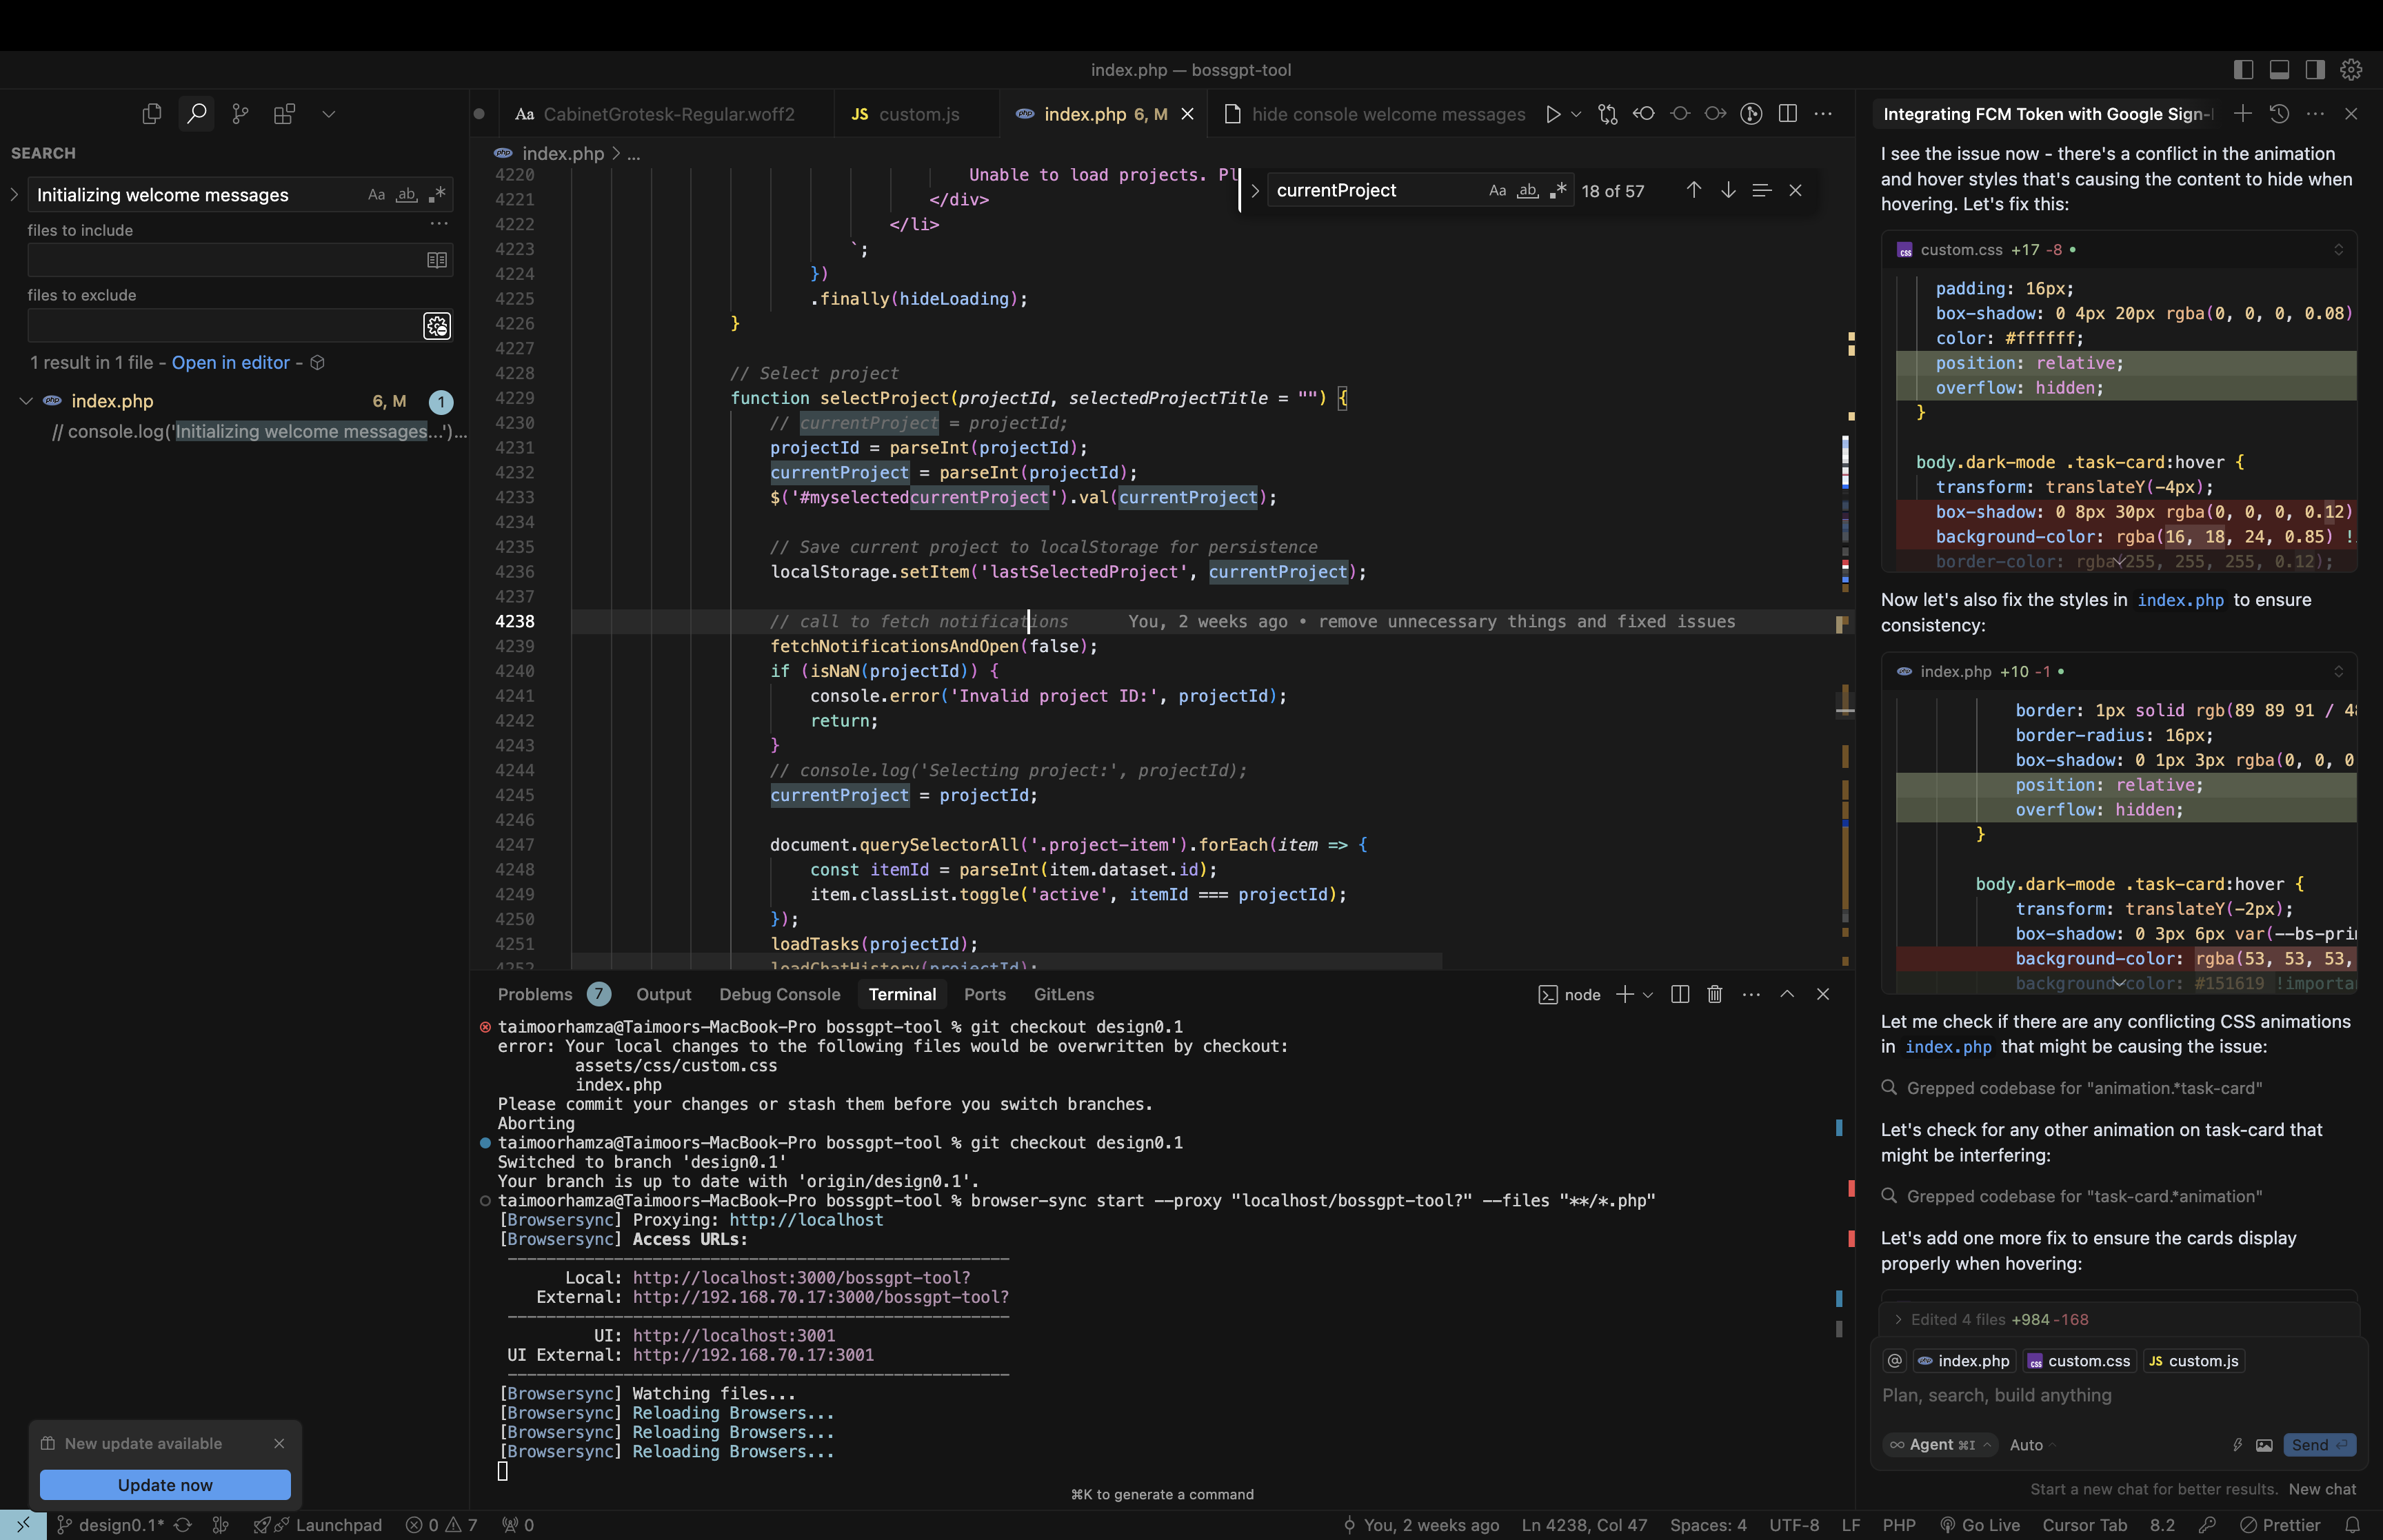 index.php — bossgpt-tool
SEARCH
Initializing welcome messages
Aa ab
files to include
files to exclude
1 result in 1 file - Open in editor -
index.php 6, M 1
// console.log('Initializing welcome messages...')...
New update available
Update now
Aa CabinetGrotesk-Regular.woff2
JS custom.js
index.php 6, M
hide console welcome messages
index.php > ...
currentProject Aa ab 18 of 57
4220 Unable to load projects. Pl
4221 </div>
4222 </li>
4223 `;
4224 })
4225 .finally(hideLoading);
4226 }
4227
4228 // Select project
4229 function selectProject(projectId, selectedProjectTitle = "") {
4230 // currentProject = projectId;
4231 projectId = parseInt(projectId);
4232 currentProject = parseInt(projectId);
4233 $('#myselectedcurrentProject').val(currentProject);
4234
4235 // Save current project to localStorage for persistence
4236 localStorage.setItem('lastSelectedProject', currentProject);
4237
4238 // call to fetch notifications You, 2 weeks ago • remove unnecessary things and fixed issues
4239 fetchNotificationsAndOpen(false);
4240 if (isNaN(projectId)) {
4241 console.error('Invalid project ID:', projectId);
4242 return;
4243 }
4244 // console.log('Selecting project:', projectId);
4245 currentProject = projectId;
4246
4247 document.querySelectorAll('.project-item').forEach(item => {
4248 const itemId = parseInt(item.dataset.id);
4249 item.classList.toggle('active', itemId === projectId);
4250 });
4251 loadTasks(projectId);
4252 loadChatHistory(projectId);
Problems 7 Output Debug Console Terminal Ports GitLens
node
taimoorhamza@Taimoors-MacBook-Pro bossgpt-tool % git checkout design0.1
error: Your local changes to the following files would be overwritten by checkout:
assets/css/custom.css
index.php
Please commit your changes or stash them before you switch branches.
Aborting
taimoorhamza@Taimoors-MacBook-Pro bossgpt-tool % git checkout design0.1
Switched to branch 'design0.1'
Your branch is up to date with 'origin/design0.1'.
taimoorhamza@Taimoors-MacBook-Pro bossgpt-tool % browser-sync start --proxy "localhost/bossgpt-tool?" --files "**/*.php"
[Browsersync] Proxying: http://localhost
[Browsersync] Access URLs:
Local: http://localhost:3000/bossgpt-tool?
External: http://192.168.70.17:3000/bossgpt-tool?
UI: http://localhost:3001
UI External: http://192.168.70.17:3001
[Browsersync] Watching files...
[Browsersync] Reloading Browsers...
[Browsersync] Reloading Browsers...
[Browsersync] Reloading Browsers...
⌘K to generate a command
Integrating FCM Token with Google Sign-
I see the issue now - there's a conflict in the animation
and hover styles that's causing the content to hide when
hovering. Let's fix this:
custom.css +17 -8 •
padding: 16px;
box-shadow: 0 4px 20px rgba(0, 0, 0, 0.08)
color: #ffffff;
position: relative;
overflow: hidden;
}
body.dark-mode .task-card:hover {
transform: translateY(-4px);
box-shadow: 0 8px 30px rgba(0, 0, 0, 0.12)
background-color: rgba(16, 18, 24, 0.85) !
border-color: rgba(255, 255, 255, 0.12);
Now let's also fix the styles in index.php to ensure
consistency:
index.php +10 -1 •
border: 1px solid rgb(89 89 91 / 48
border-radius: 16px;
box-shadow: 0 1px 3px rgba(0, 0, 0
position: relative;
overflow: hidden;
}
body.dark-mode .task-card:hover {
transform: translateY(-2px);
box-shadow: 0 3px 6px var(--bs-pri
background-color: rgba(53, 53, 53,
background-color: #151619 !importa
Let me check if there are any conflicting CSS animations
in index.php that might be causing the issue:
Grepped codebase for "animation.*task-card"
Let's check for any other animation on task-card that
might be interfering:
Grepped codebase for "task-card.*animation"
Let's add one more fix to ensure the cards display
properly when hovering:
Edited 4 files +984 -168
@ index.php custom.css JS custom.js
Plan, search, build anything
Agent ⌘I Auto Send
Start a new chat for better results. New chat
design0.1* Launchpad 0 7 0
You, 2 weeks ago Ln 4238, Col 47 Spaces: 4 UTF-8 LF PHP Go Live Cursor Tab 8.2 Prettier